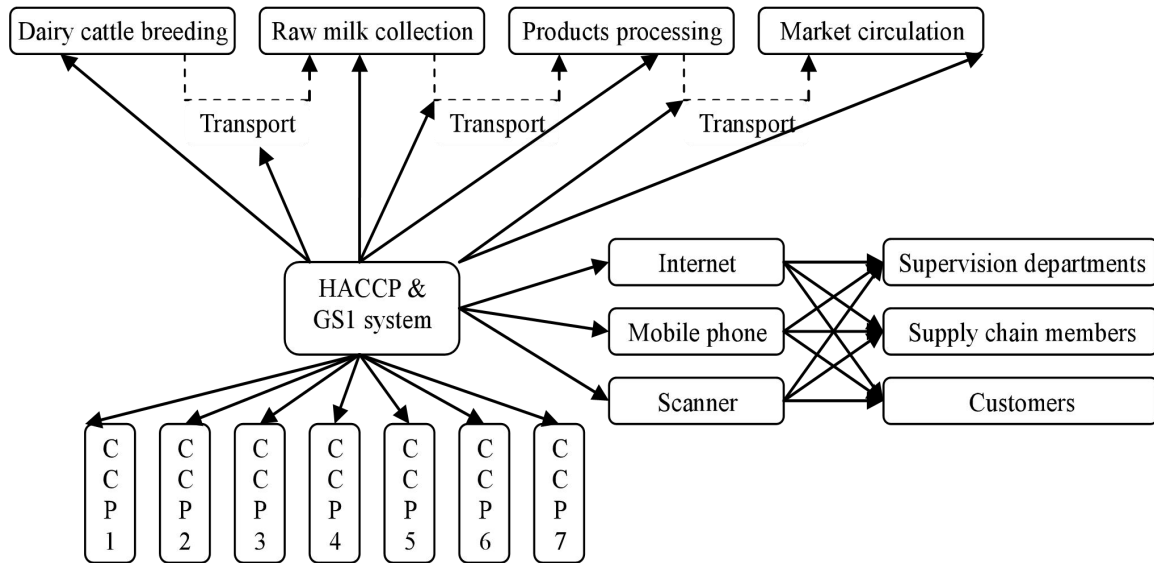 Dairy cattle breeding
Raw milk collection
Products processing
Market circulation
Transport
Transport
Transport
HACCP &
GS1 system
Internet
Mobile phone
Scanner
Supervision departments
Supply chain members
Customers
C
C
P
1
C
C
P
2
C
C
P
3
C
C
P
4
C
C
P
5
C
C
P
6
C
C
P
7